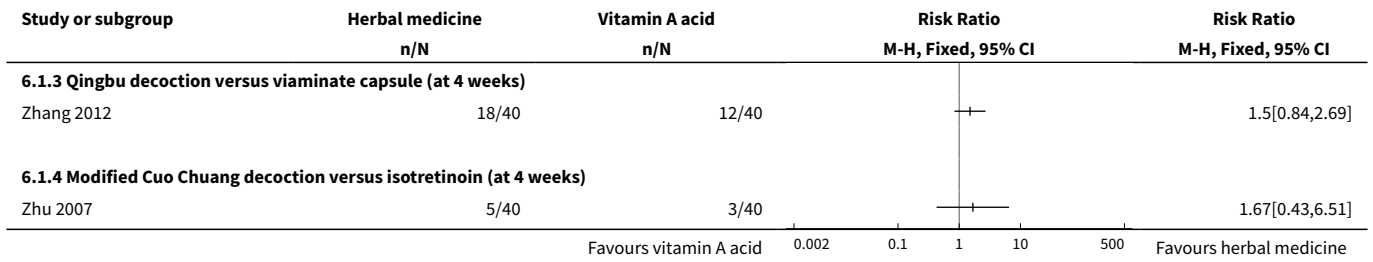 Study or subgroup Herbal medicine Vitamin A acid Risk Ratio Risk Ratio
n/N n/N M-H, Fixed, 95% CI M-H, Fixed, 95% CI
6.1.3 Qingbu decoction versus viaminate capsule (at 4 weeks)
Zhang 2012 18/40 12/40 1.5[0.84,2.69]
6.1.4 Modified Cuo Chuang decoction versus isotretinoin (at 4 weeks)
Zhu 2007 5/40 3/40 1.67[0.43,6.51]
Favours vitamin A acid 0.002 0.1 1 10 500 Favours herbal medicine